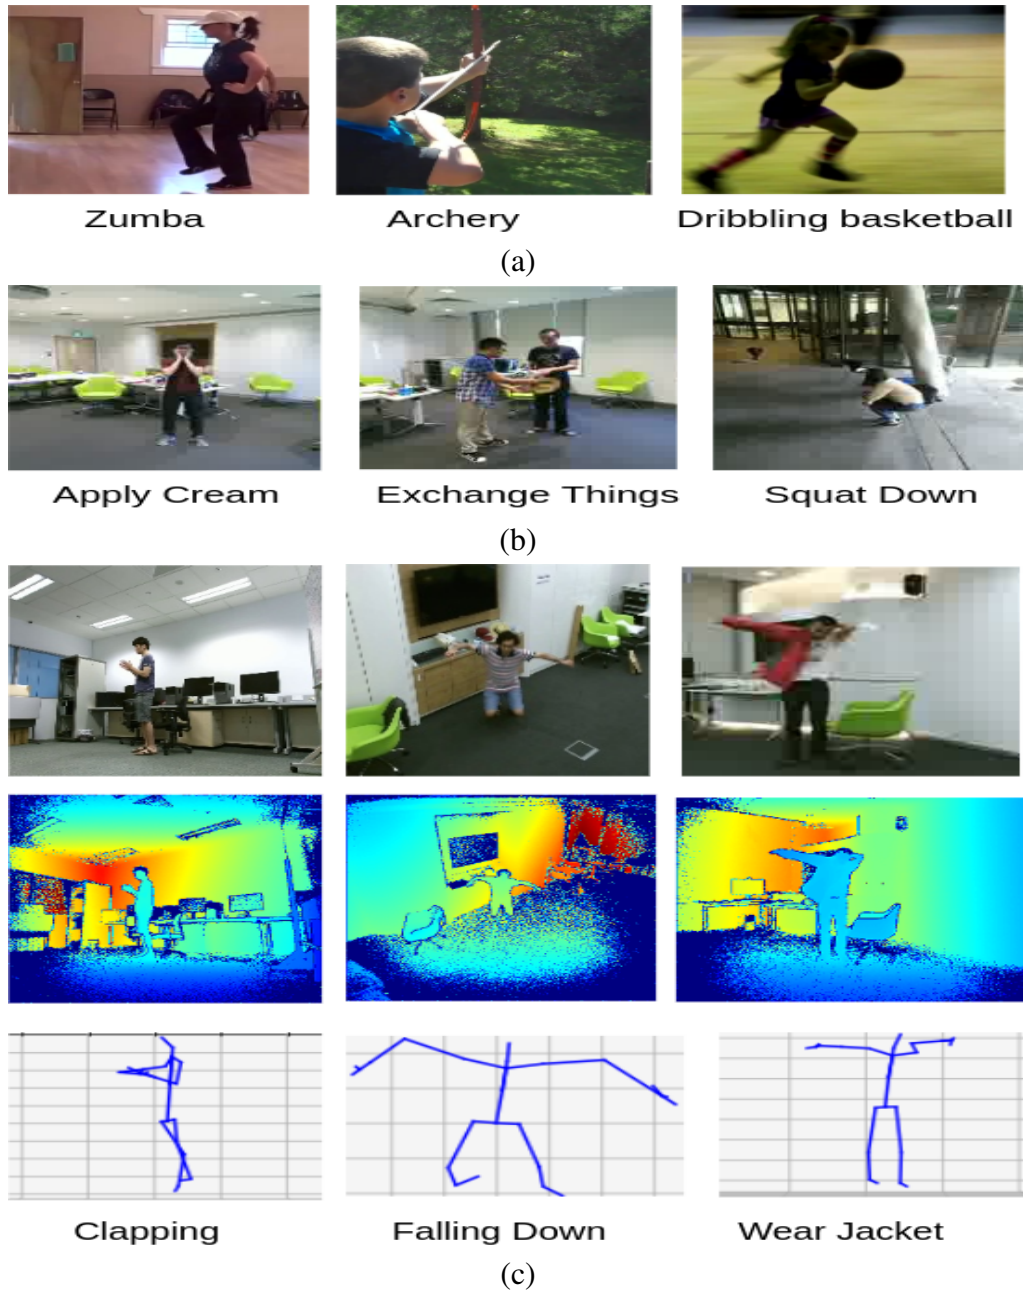 Zumba Archery Dribbling basketball
(a)
Apply Cream Exchange Things Squat Down
(b)
Clapping Falling Down Wear Jacket
(c)